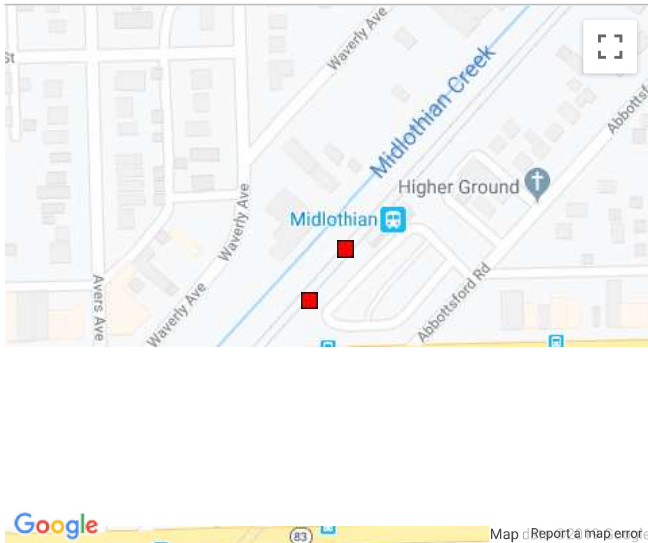 St
Waverly Ave
Midlothian Creek
Abbottsf
Higher Ground
Midlothian
Waverly Ave
Avers Ave
Waverly Ave
Abbottsford Rd
Google
83
Map
Report a map error